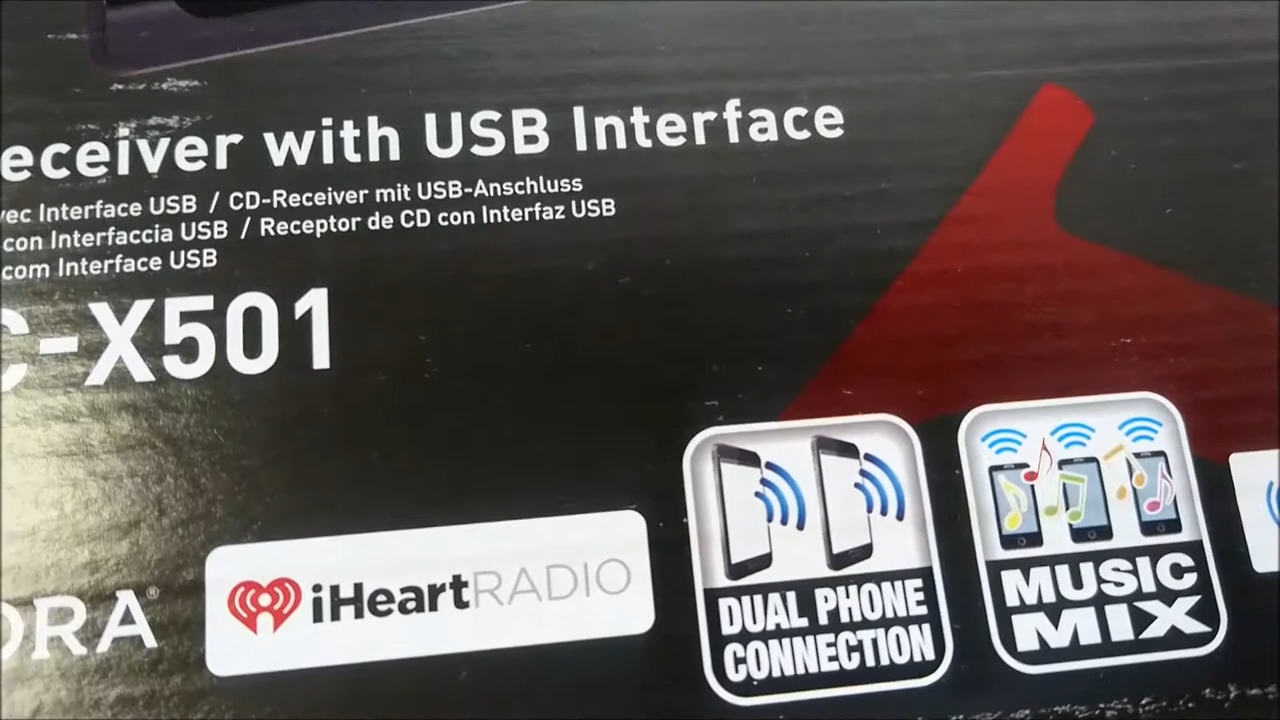 eceiver with USB Interface
vec Interface USB / CD-Receiver mit USB-Anschluss
con Interfaccia USB / Receptor de CD con Interfaz USB
com Interface USB
C-X501
ORA®
iHeartRADIO
DUAL PHONE
CONNECTION
MUSIC
MIX